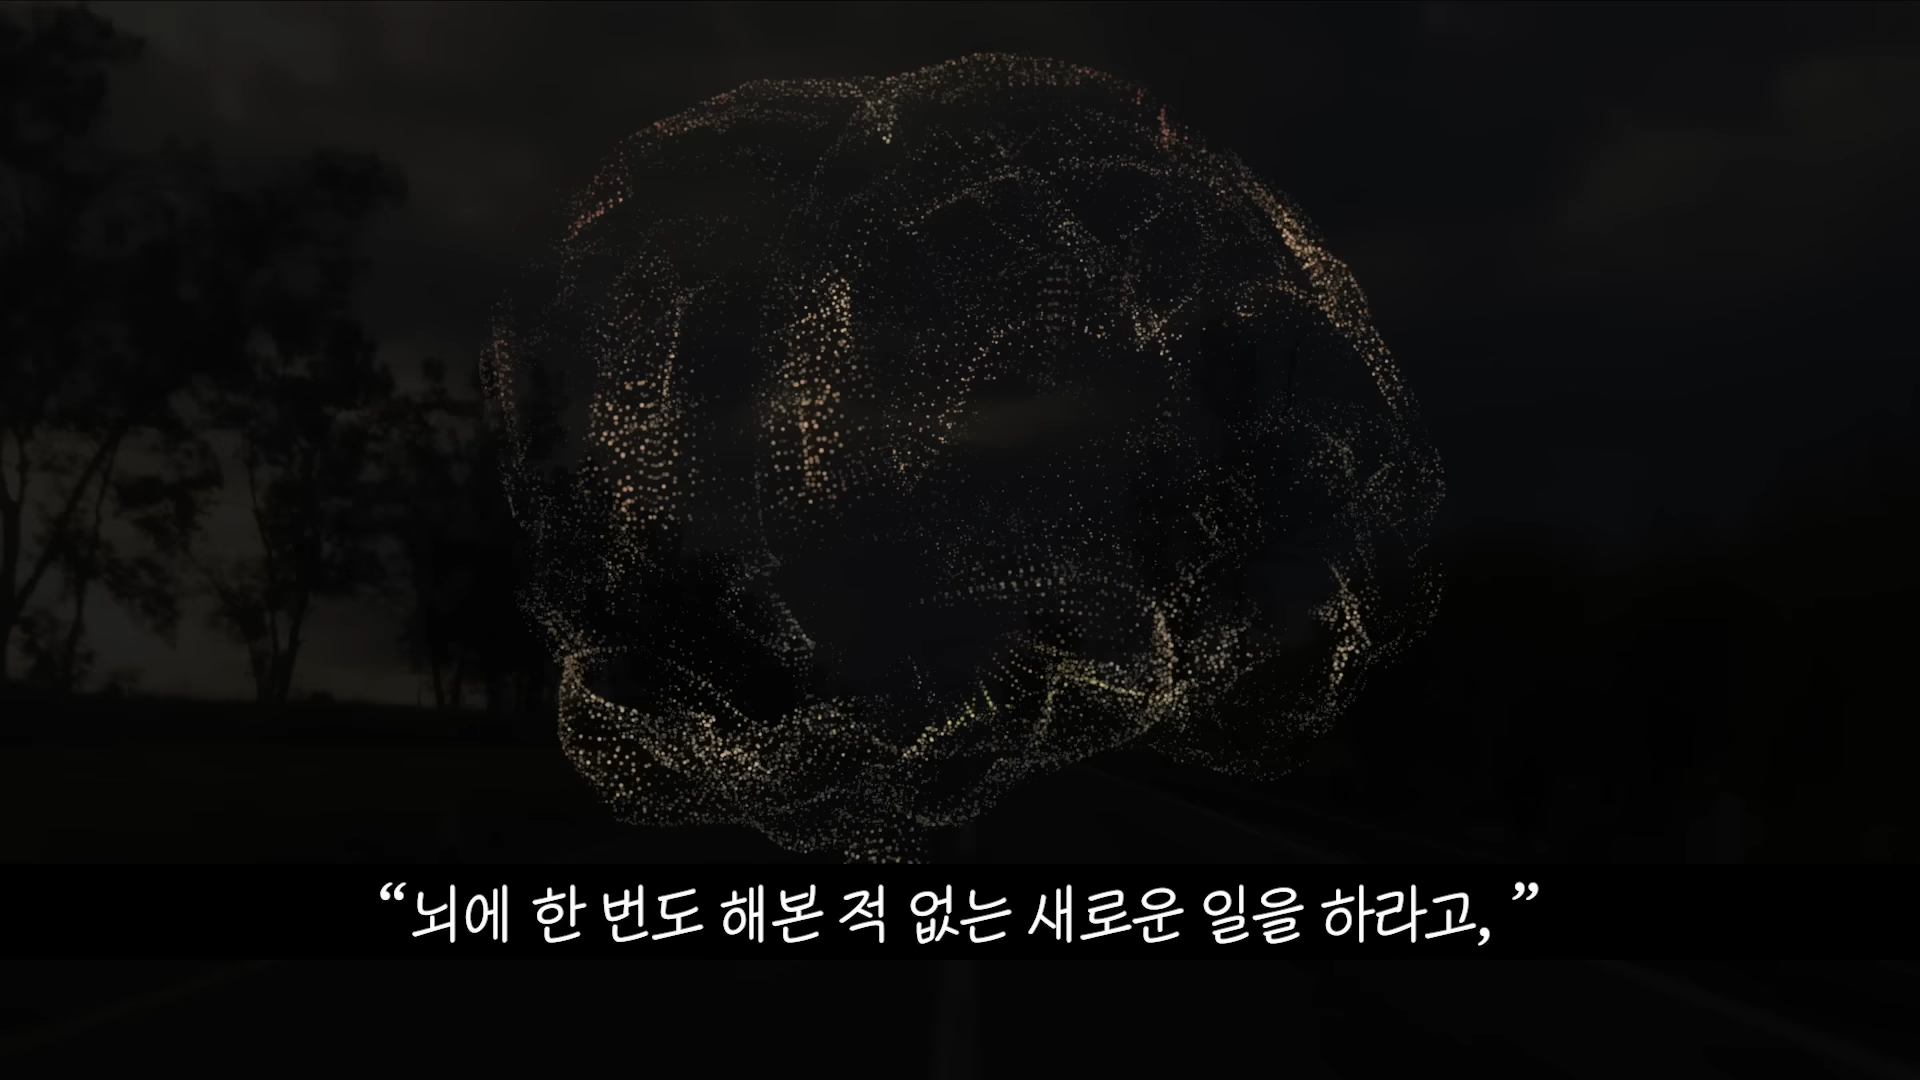 “뇌에 한 번도 해본 적 없는 새로운 일을 하라고, ”